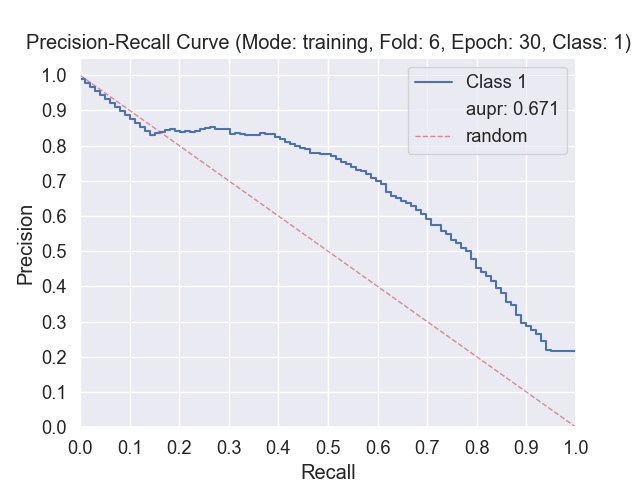 Precision-Recall Curve (Mode: training, Fold: 6, Epoch: 30, Class: 1)
1.0
0.9
0.8
0.7
0.6
0.5
0.4
0.3
0.2
0.1
0.0
Precision
Class 1
aupr: 0.671
random
0.0 0.1 0.2 0.3 0.4 0.5 0.6 0.7 0.8 0.9 1.0
Recall